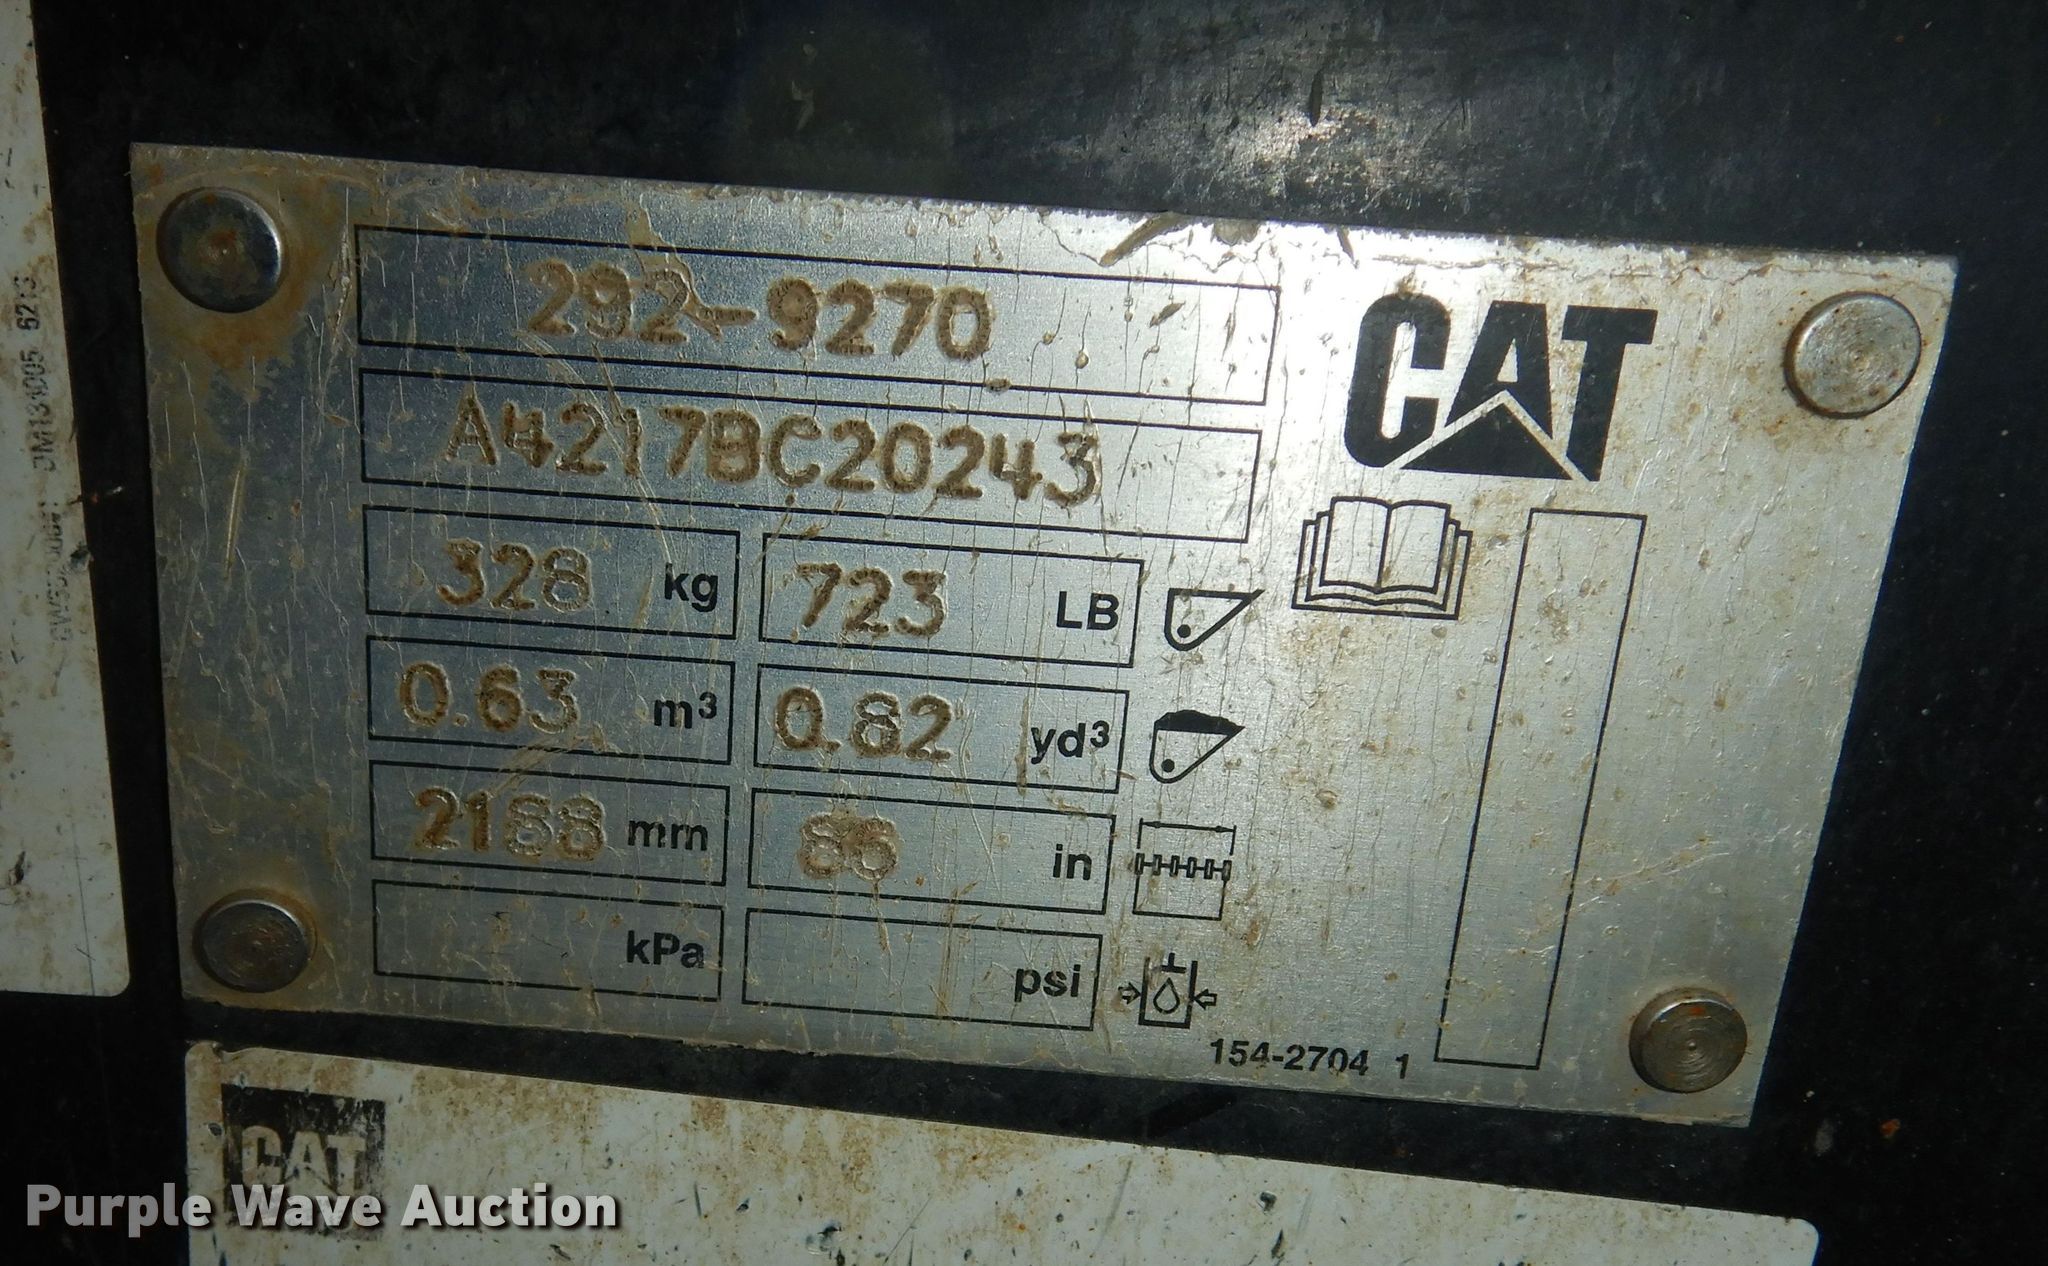 292-9270
A4217BC20243
CAT
328 kg 723 LB
0.63 m³ 0.82 yd³
2188 mm 86 in
kPa psi
154-2704 1
CAT
Purple Wave Auction